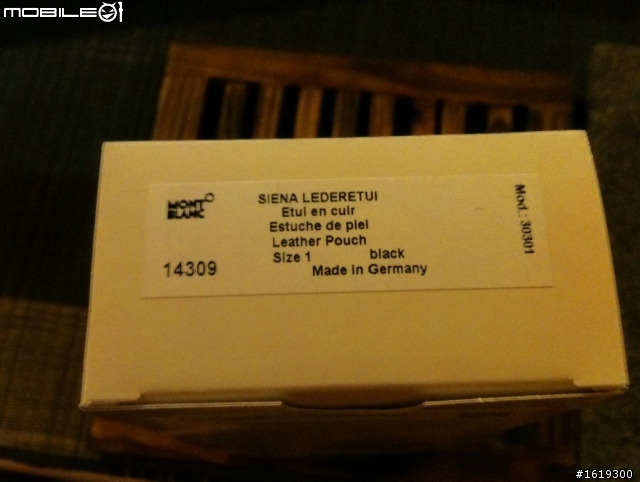 MOBILE01
MONT
BLANC
14309
SIENA LEDERETUI
Etui en cuir
Estuche de piel
Leather Pouch
Size 1 black
Made in Germany
Mod.: 30301
#1619300